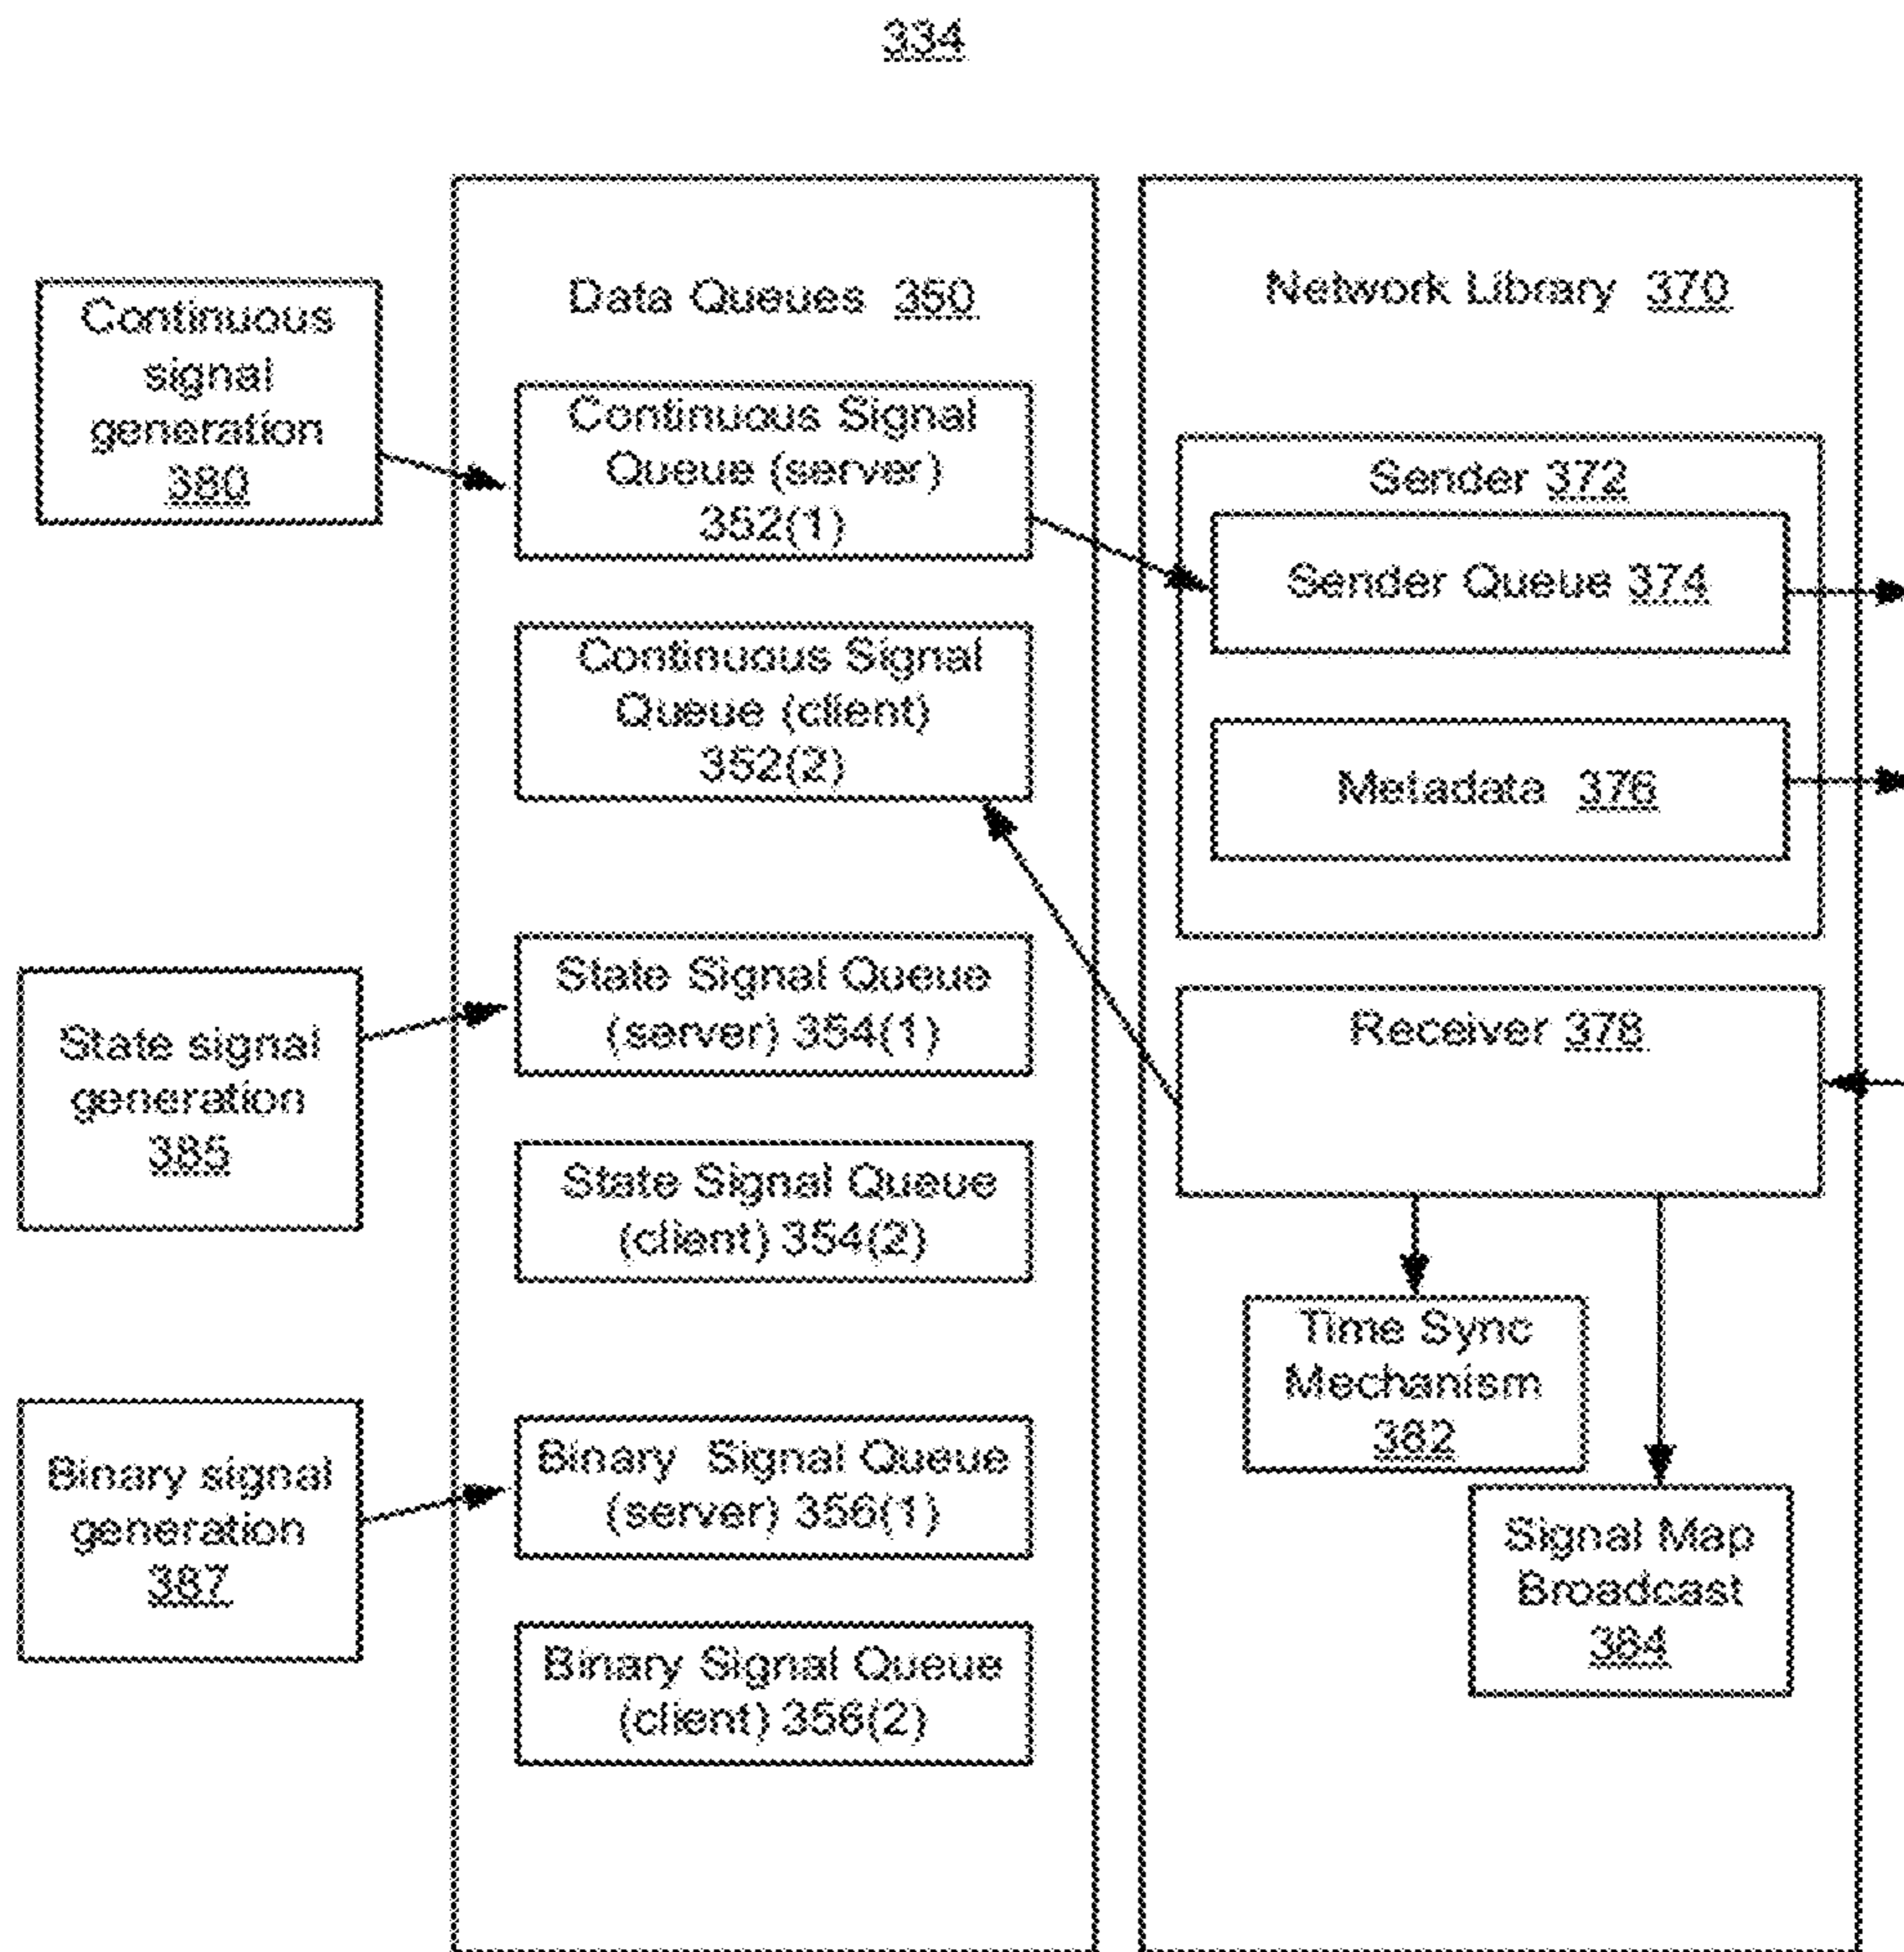 334
Continuous
signal
generation
380
State signal
generation
385
Binary signal
generation
387
Data Queues 350
Continuous Signal
Queue (server)
352(1)
Continuous Signal
Queue (client)
352(2)
State Signal Queue
(server) 354(1)
State Signal Queue
(client) 354(2)
Binary Signal Queue
(server) 356(1)
Binary Signal Queue
(client) 356(2)
Network Library 370
Sender 372
Sender Queue 374
Metadata 376
Receiver 378
Time Sync
Mechanism
382
Signal Map
Broadcast
384